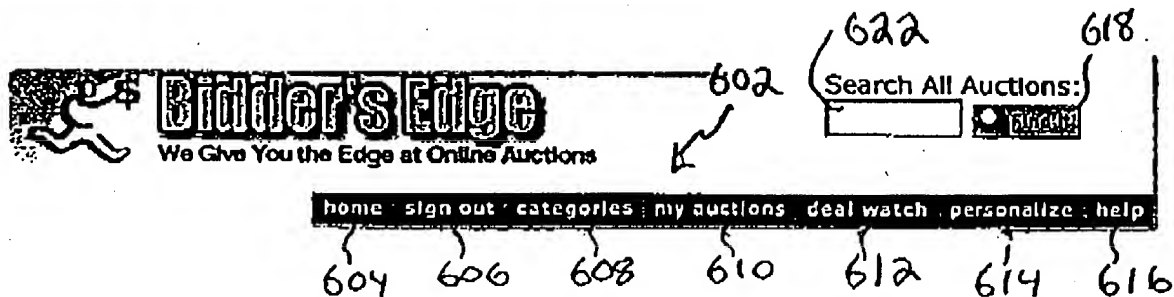 622 618
602 Search All Auctions:
Bidder's Edge
We Give You the Edge at Online Auctions
home sign out categories my auctions deal watch personalize help
604 606 608 610 612 614 616